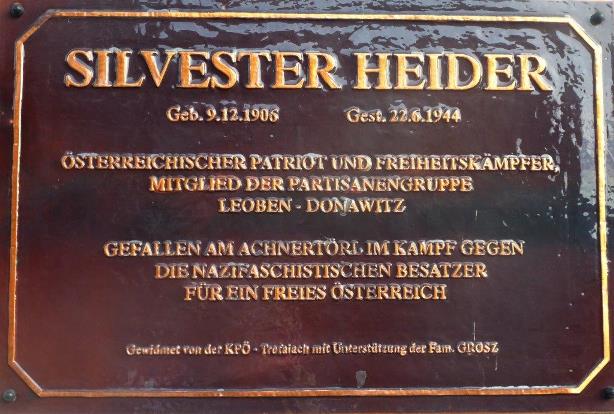 SILVESTER HEIDER
Geb. 9.12.1906 Gest. 22.6.1944
ÖSTERREICHISCHER PATRIOT UND FREIHEITSKÄMPFER,
MITGLIED DER PARTISANENGRUPPE
LEOBEN - DONAWITZ
GEFALLEN AM ACHNERTÖRL IM KAMPF GEGEN
DIE NAZIFASCHISTISCHEN BESATZER
FÜR EIN FREIES ÖSTERREICH
Gewidmet von der KPÖ - Trofaiach mit Unterstützung der Fam. GROSZ